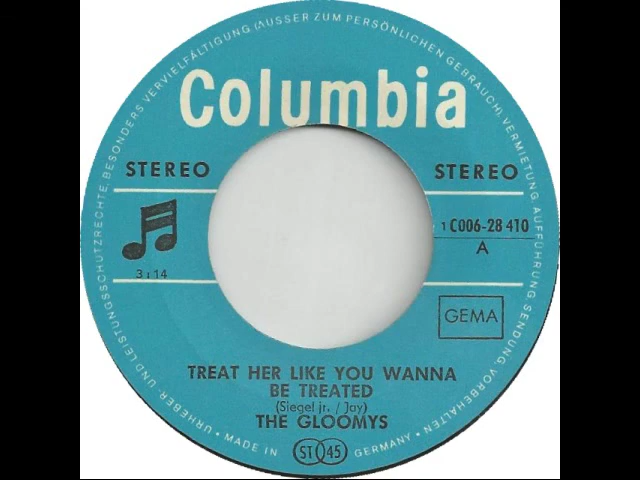 URHEBER- UND LEISTUNGSSCHUTZRECHTE, BESONDERS VERVIELFÄLTIGUNG (AUSSER ZUM PERSÖNLICHEN GEBRAUCH), VERMIETUNG, AUFFÜHRUNG, SENDUNG, VORBEHALTEN
Columbia
STEREO
STEREO
1 C006-28 410
A
3:14
GEMA
TREAT HER LIKE YOU WANNA
BE TREATED
(Siegel jr. / Jay)
THE GLOOMYS
• MADE IN GERMANY •
ST 45